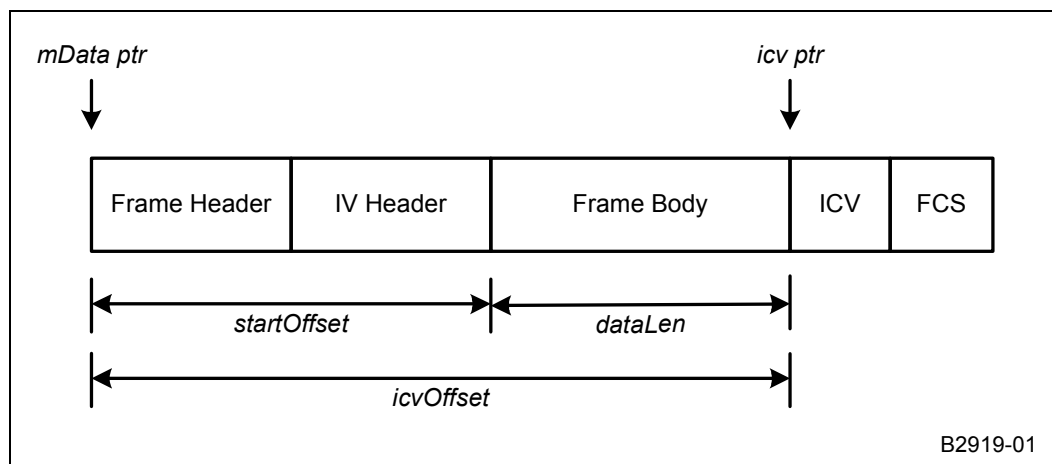 mData ptr
icv ptr
Frame Header
IV Header
Frame Body
ICV
FCS
startOffset
dataLen
icvOffset
B2919-01